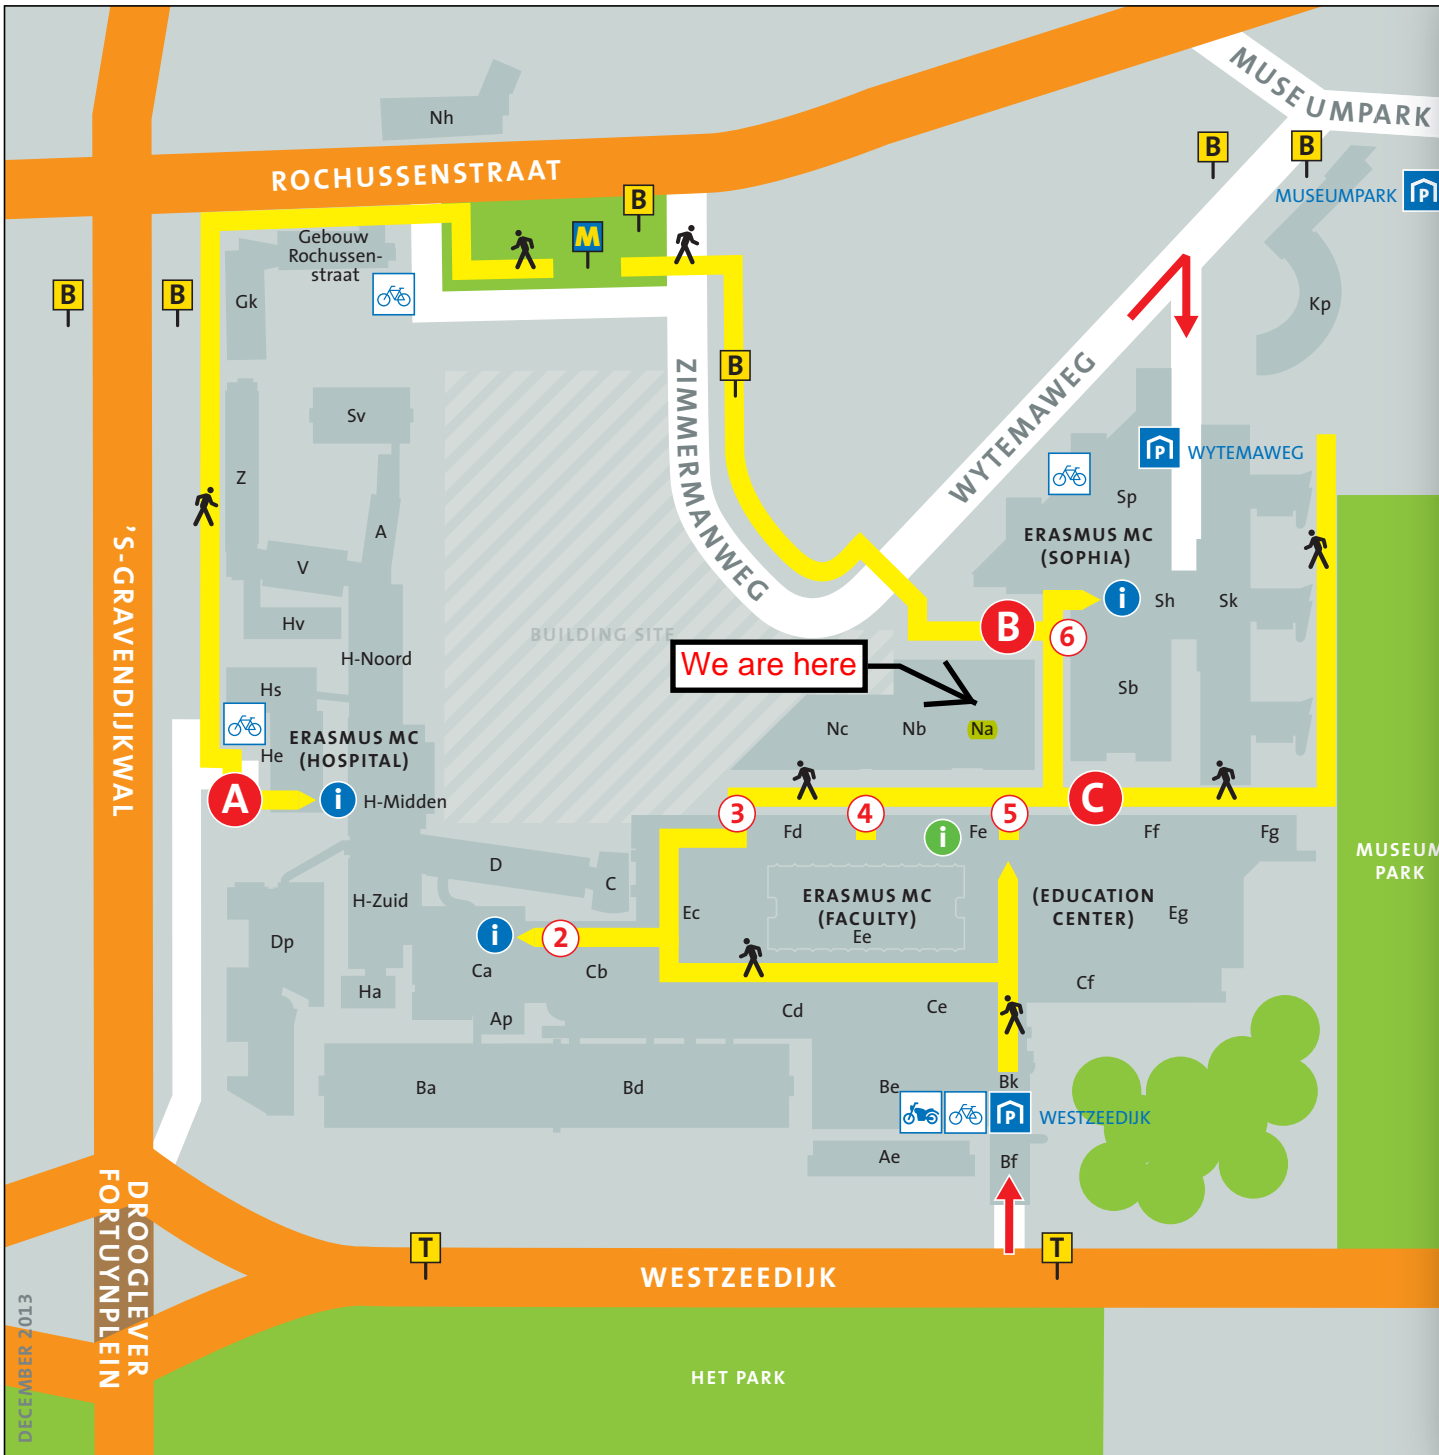 MUSEUMPARK
Nh
B
B
ROCHUSSENSTRAAT
MUSEUMPARK
P
B
Gebouw
Rochussen-
straat
M
B
B
Gk
Kp
ZIMMERMANWEG
B
WYTEMAWEG
Sv
P
WYTEMAWEG
Z
Sp
A
'S-GRAVENDIJKWAL
ERASMUS MC
(SOPHIA)
V
i
Sh
Sk
Hv
BUILDING SITE
B
6
H-Noord
We are here
Hs
Sb
Nc
Nb
Na
ERASMUS MC
(HOSPITAL)
He
A
i
H-Midden
C
3
4
5
Fd
i
Fe
Ff
Fg
MUSEUM
PARK
D
C
H-Zuid
Ec
ERASMUS MC
(FACULTY)
Ee
(EDUCATION
CENTER)
Eg
Dp
i
2
Ca
Cb
Ha
Cf
Ap
Cd
Ce
Ba
Bd
Be
Bk
P
WESTZEEDIJK
Ae
Bf
DROOGLEVER
FORTUYNPLEIN
T
T
WESTZEEDIJK
DECEMBER 2013
HET PARK